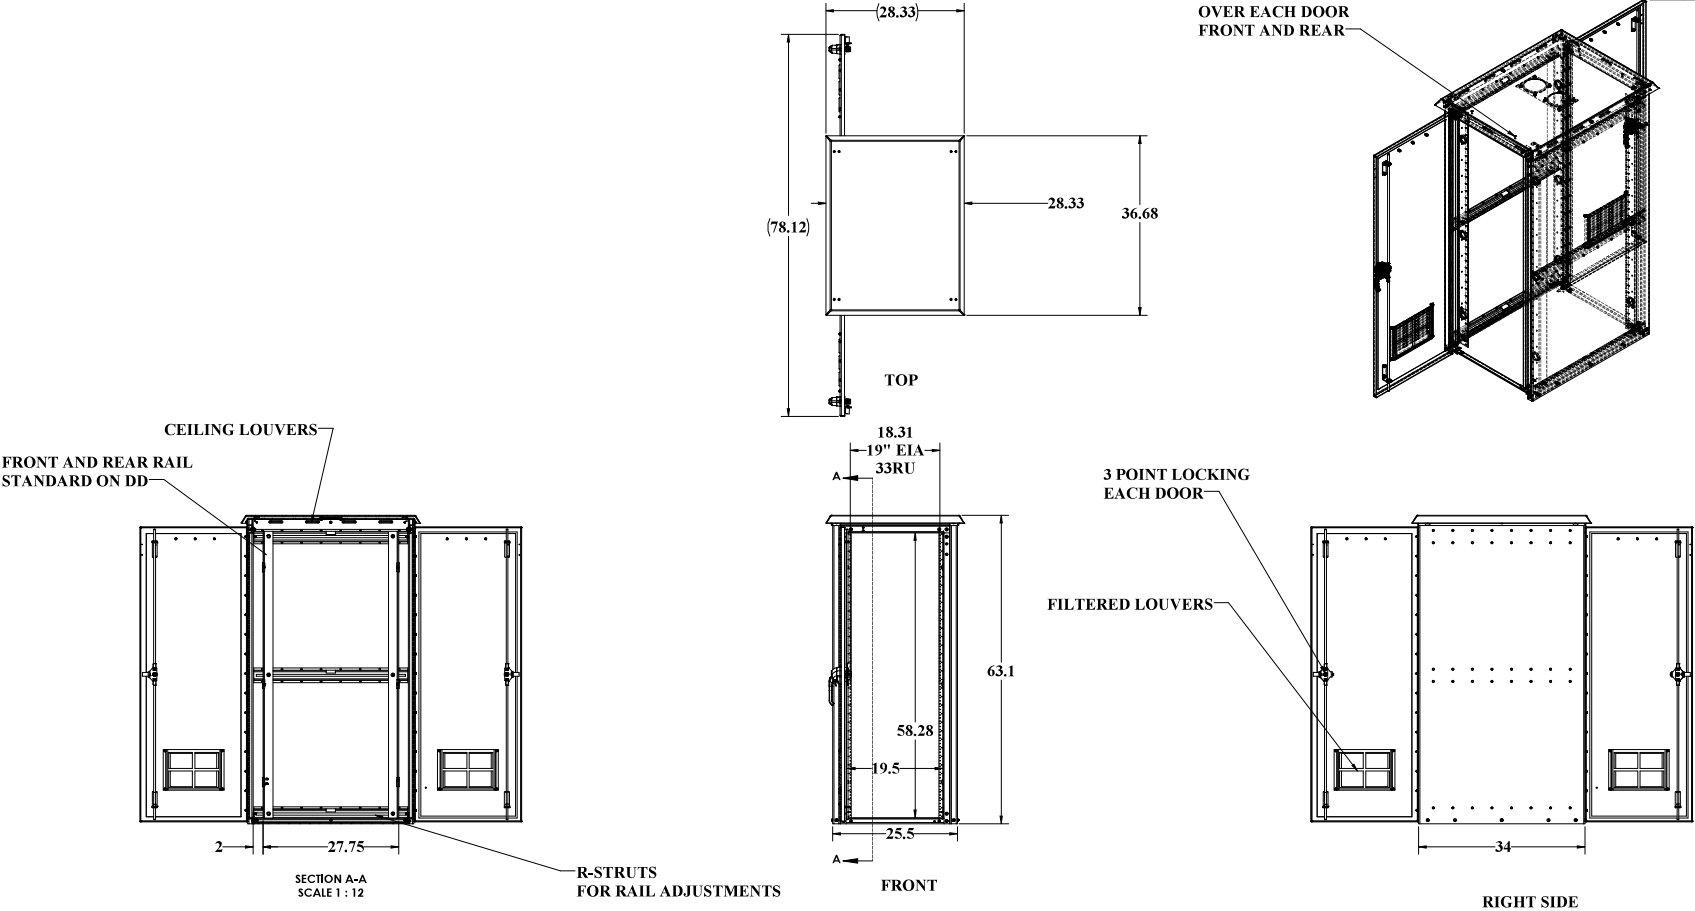 (28.33)
OVER EACH DOOR
FRONT AND REAR
28.33
36.68
(78.12)
TOP
CEILING LOUVERS
FRONT AND REAR RAIL
STANDARD ON DD
18.31
19" EIA
33RU
A
3 POINT LOCKING
EACH DOOR
FILTERED LOUVERS
63.1
58.28
19.5
25.5
A
FRONT
2
27.75
SECTION A-A
SCALE 1 : 12
R-STRUTS
FOR RAIL ADJUSTMENTS
34
RIGHT SIDE